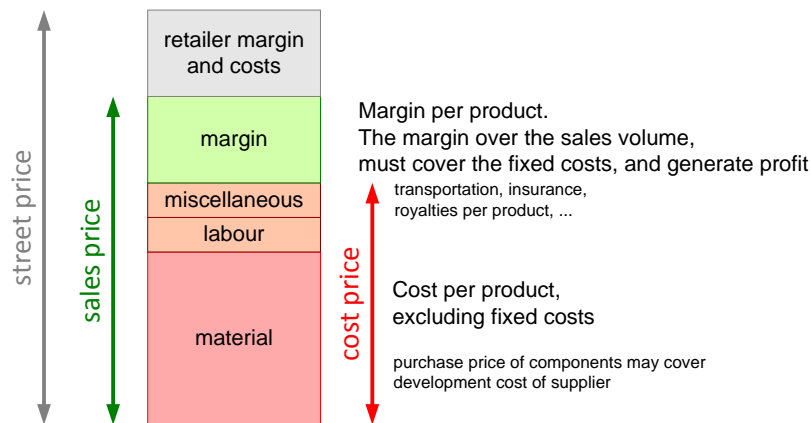 street price
sales price
retailer margin
and costs
margin
miscellaneous
labour
material
cost price
Margin per product.
The margin over the sales volume,
must cover the fixed costs, and generate profit
transportation, insurance,
royalties per product, ...
Cost per product,
excluding fixed costs
purchase price of components may cover
development cost of supplier